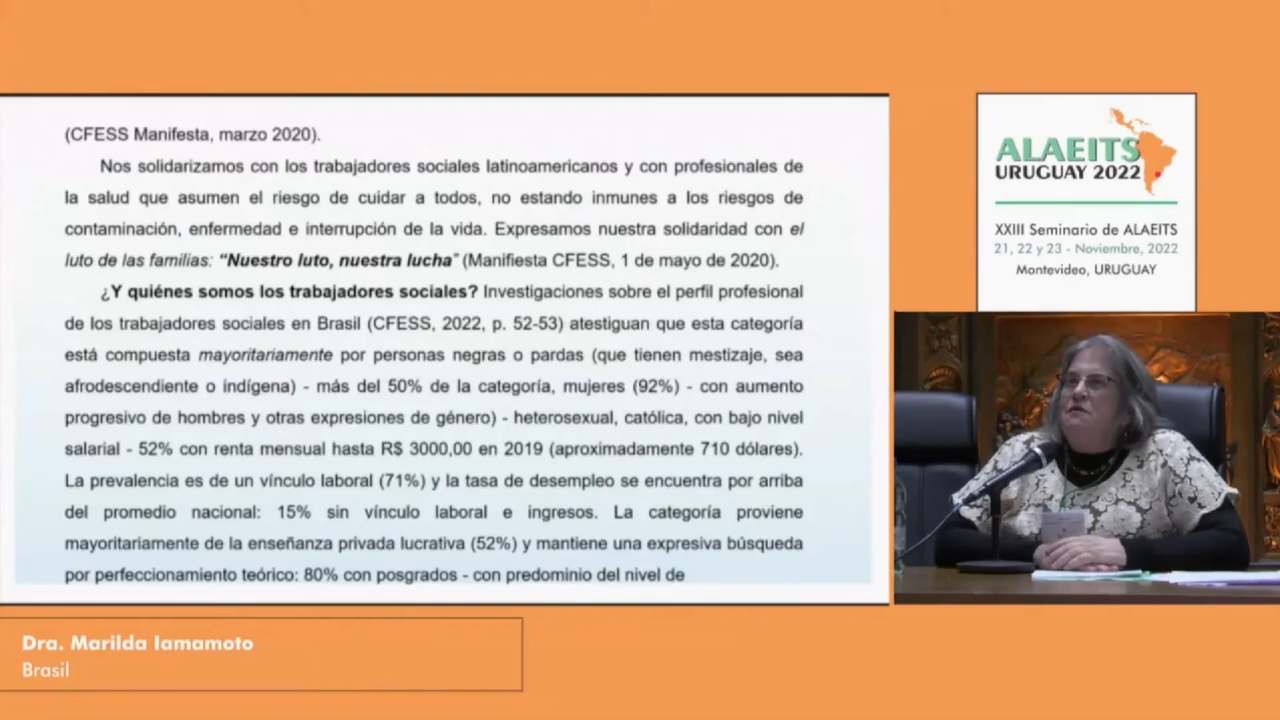 (CFESS Manifesta, marzo 2020).
Nos solidarizamos con los trabajadores sociales latinoamericanos y con profesionales de
la salud que asumen el riesgo de cuidar a todos, no estando inmunes a los riesgos de
contaminación, enfermedad e interrupción de la vida. Expresamos nuestra solidaridad con el
luto de las familias: “Nuestro luto, nuestra lucha” (Manifiesta CFESS, 1 de mayo de 2020).
¿Y quiénes somos los trabajadores sociales? Investigaciones sobre el perfil profesional
de los trabajadores sociales en Brasil (CFESS, 2022, p. 52-53) atestiguan que esta categoría
está compuesta mayoritariamente por personas negras o pardas (que tienen mestizaje, sea
afrodescendiente o indígena) - más del 50% de la categoría, mujeres (92%) - con aumento
progresivo de hombres y otras expresiones de género) - heterosexual, católica, con bajo nivel
salarial - 52% con renta mensual hasta R$ 3000,00 en 2019 (aproximadamente 710 dólares).
La prevalencia es de un vínculo laboral (71%) y la tasa de desempleo se encuentra por arriba
del promedio nacional: 15% sin vínculo laboral e ingresos. La categoría proviene
mayoritariamente de la enseñanza privada lucrativa (52%) y mantiene una expresiva búsqueda
por perfeccionamiento teórico: 80% con posgrados - con predominio del nivel de
ALAEITS
URUGUAY 2022
XXIII Seminario de ALAEITS
21, 22 y 23 - Noviembre, 2022
Montevideo, URUGUAY
Dra. Marilda Iamamoto
Brasil